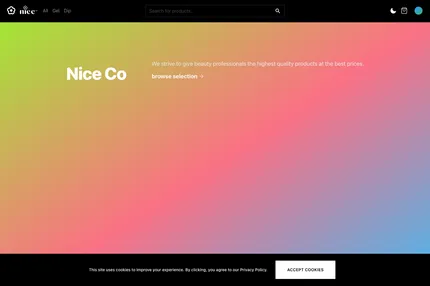 nice
All Gel Dip
Search for products...
Nice Co
We strive to give beauty professionals the highest quality products at the best prices.
browse selection
This site uses cookies to improve your experience. By clicking, you agree to our Privacy Policy.
ACCEPT COOKIES